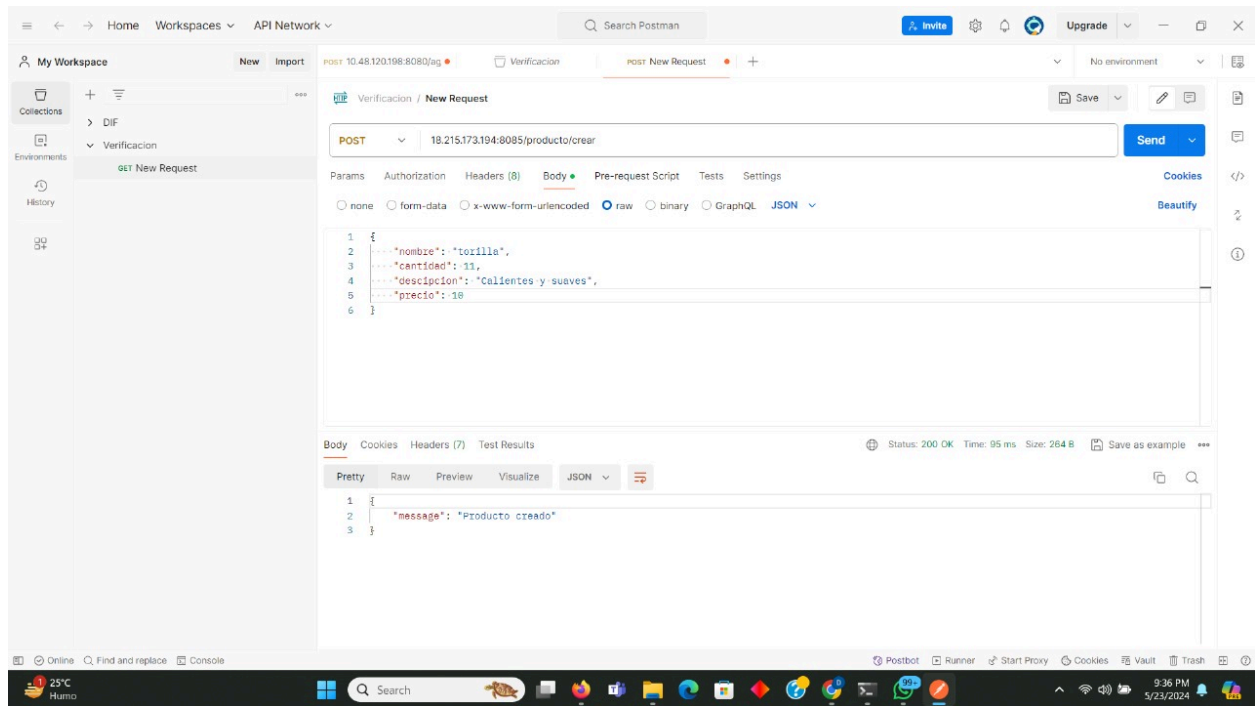 Home Workspaces API Network Search Postman Invite Upgrade
My Workspace New Import POST 10.48.120.198:8080/ag Verificacion POST New Request No environment
Collections
Environments
History
DIF
Verificacion
GET New Request
HTTP Verificacion / New Request Save
POST 18.215.173.194:8085/producto/crear Send
Params Authorization Headers (8) Body Pre-request Script Tests Settings Cookies
none form-data x-www-form-urlencoded raw binary GraphQL JSON Beautify
1 {
2 "nombre": "torilla",
3 "cantidad": 11,
4 "descipcion": "Calientes y suaves",
5 "precio": 10
6 }
Body Cookies Headers (7) Test Results Status: 200 OK Time: 95 ms Size: 264 B Save as example
Pretty Raw Preview Visualize JSON
1 {
2 "message": "Producto creado"
3 }
Online Find and replace Console Postbot Runner Start Proxy Cookies Vault Trash
1 25°C
Humo
Search
99+
9:36 PM
5/23/2024